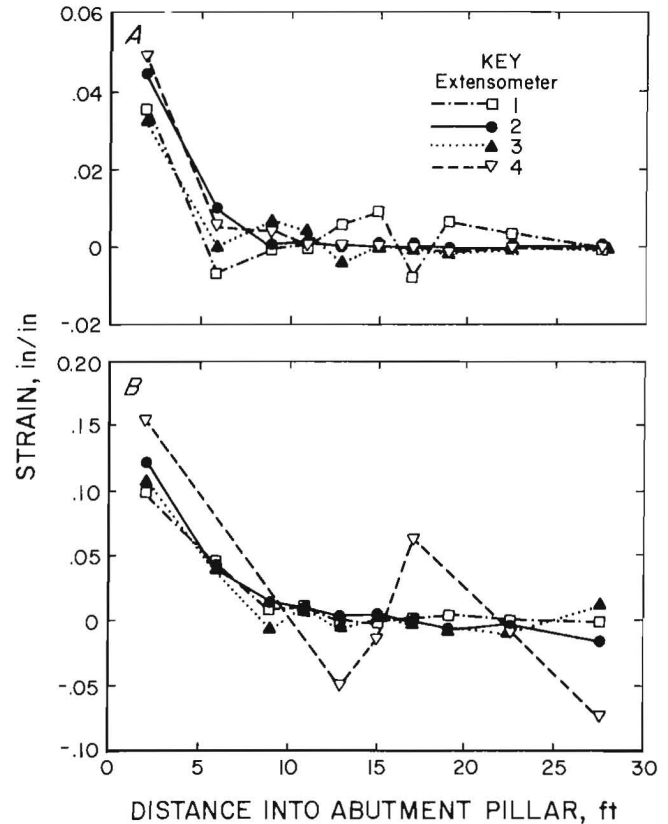 A
KEY
Extensometer
1
2
3
4
0.06
.04
.02
0
-.02
B
0.20
.15
.10
.05
0
-.05
-.10
0 5 10 15 20 25 30
STRAIN, in/in
DISTANCE INTO ABUTMENT PILLAR, ft